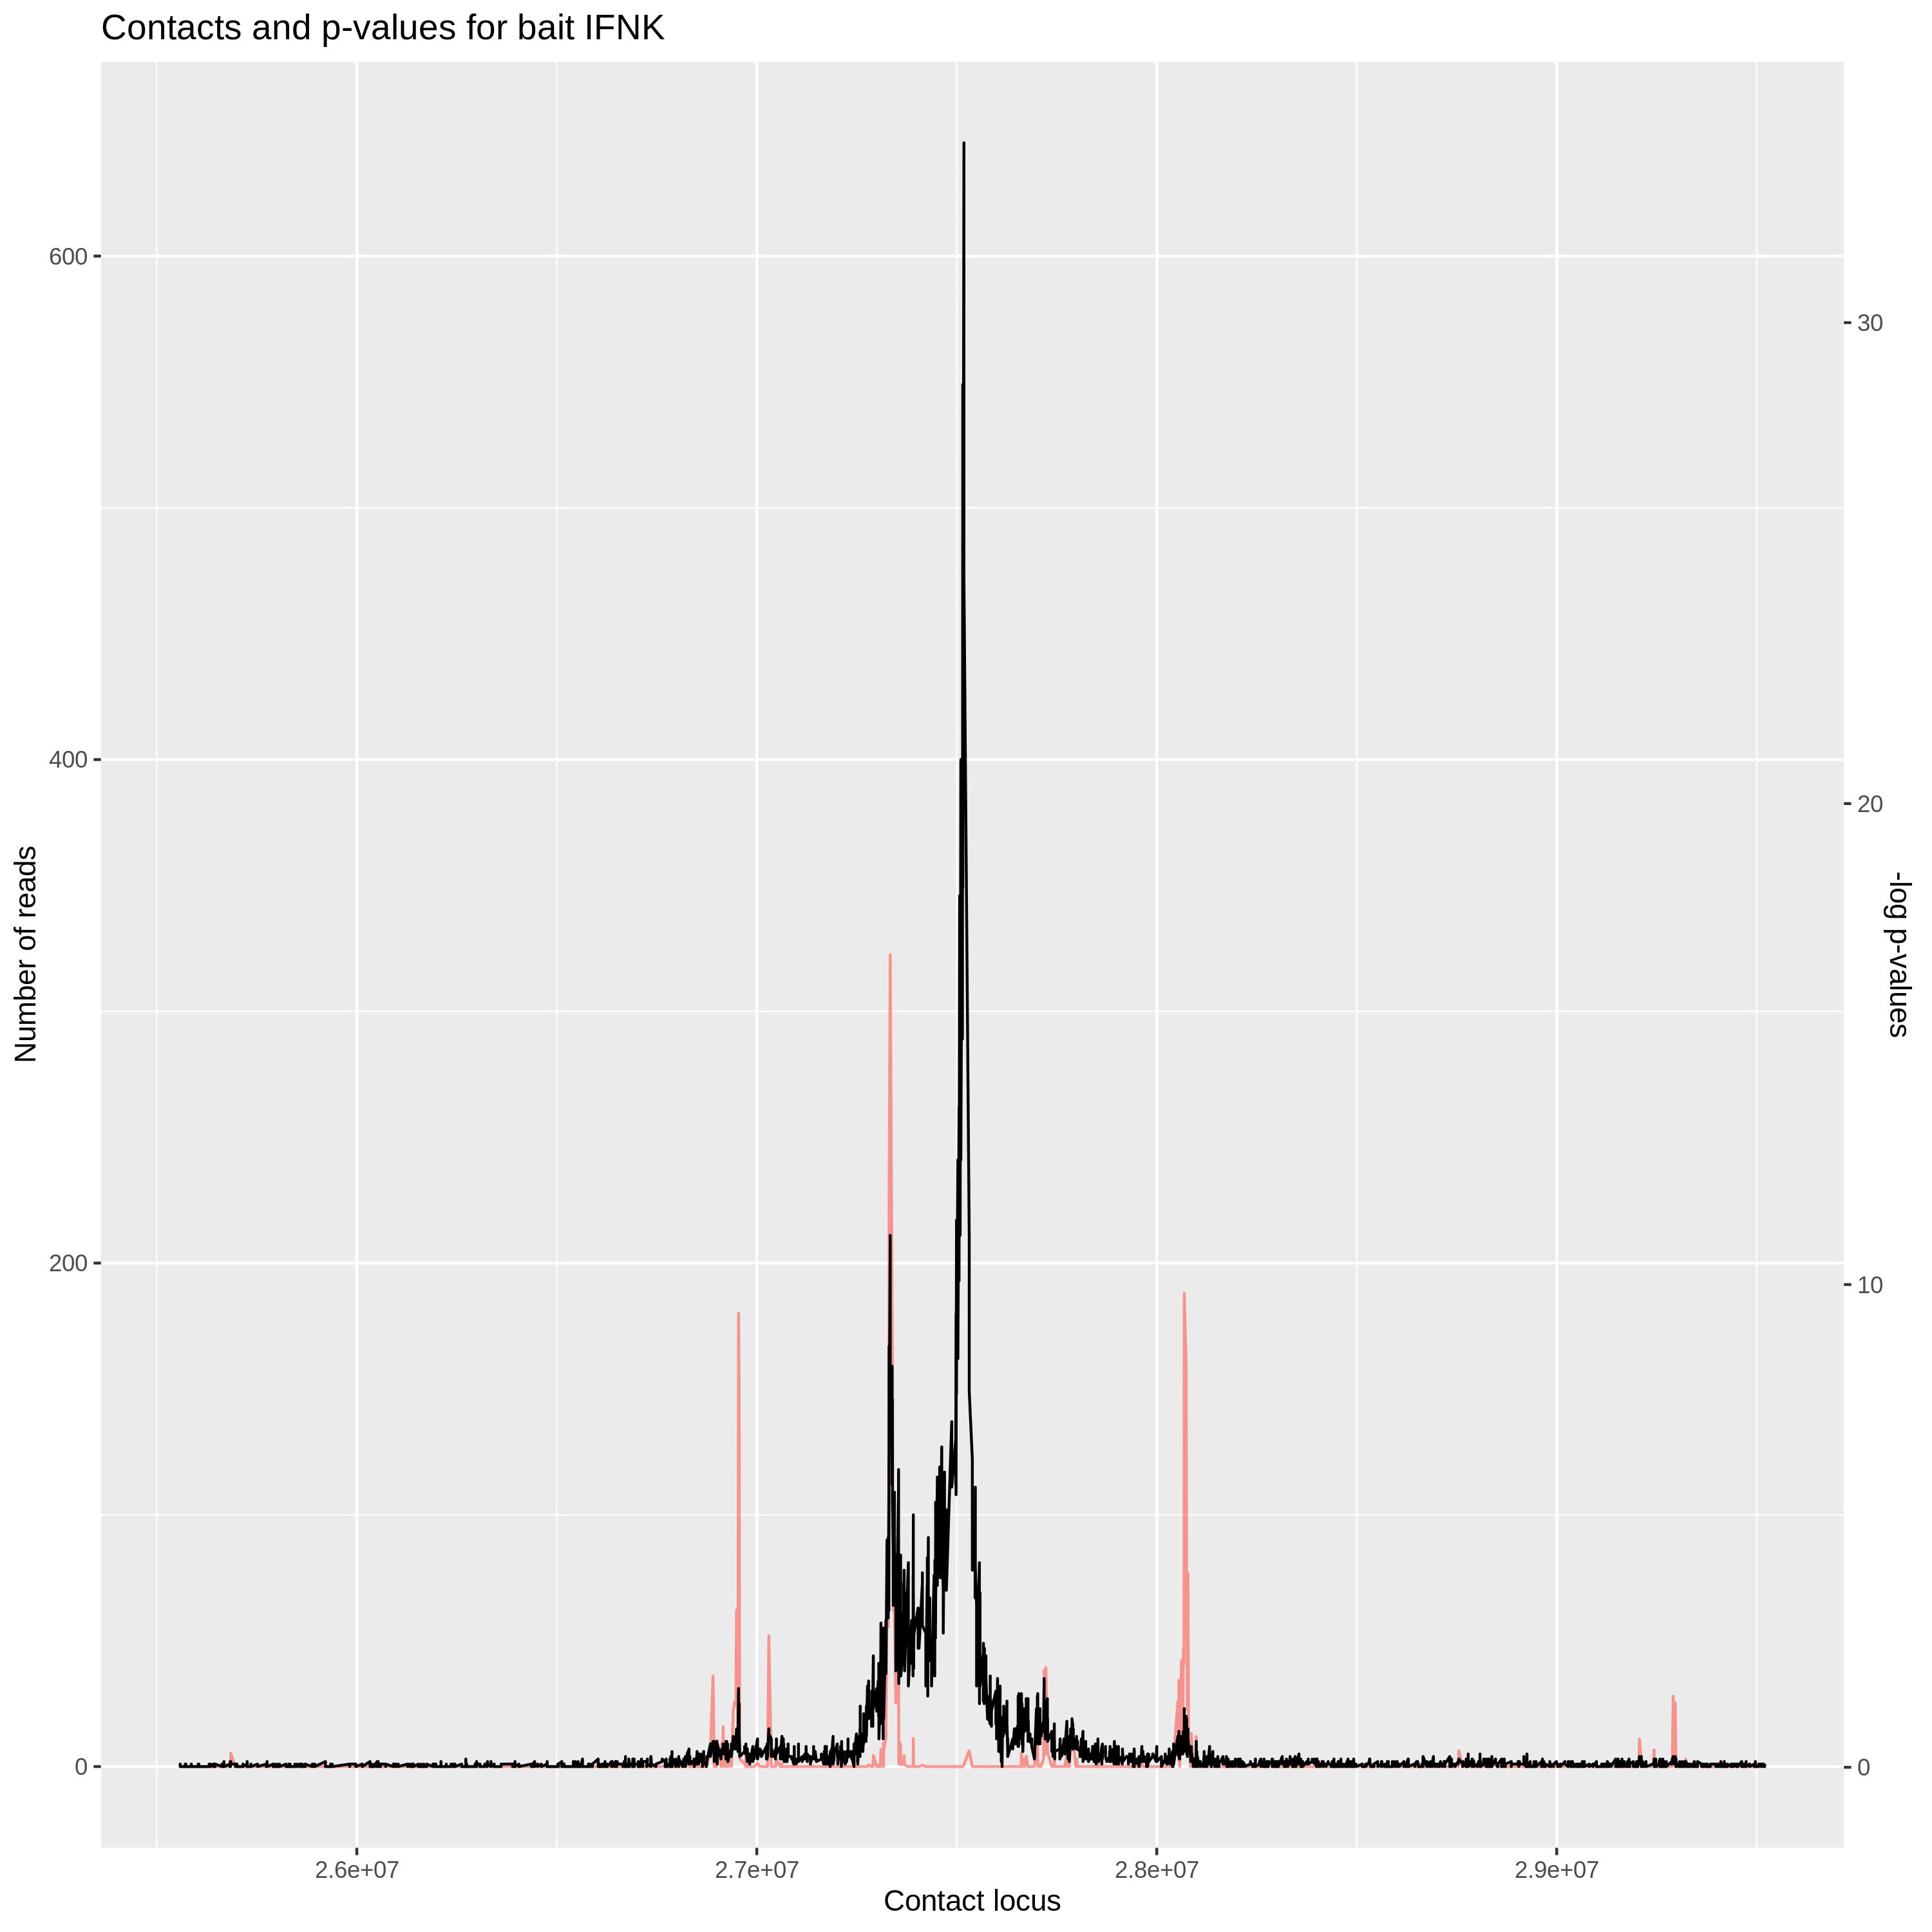 Contacts and p-values for bait IFNK
Number of reads
600
400
200
0
30
20
10
0
-log p-values
2.6e+07
2.7e+07
2.8e+07
2.9e+07
Contact locus